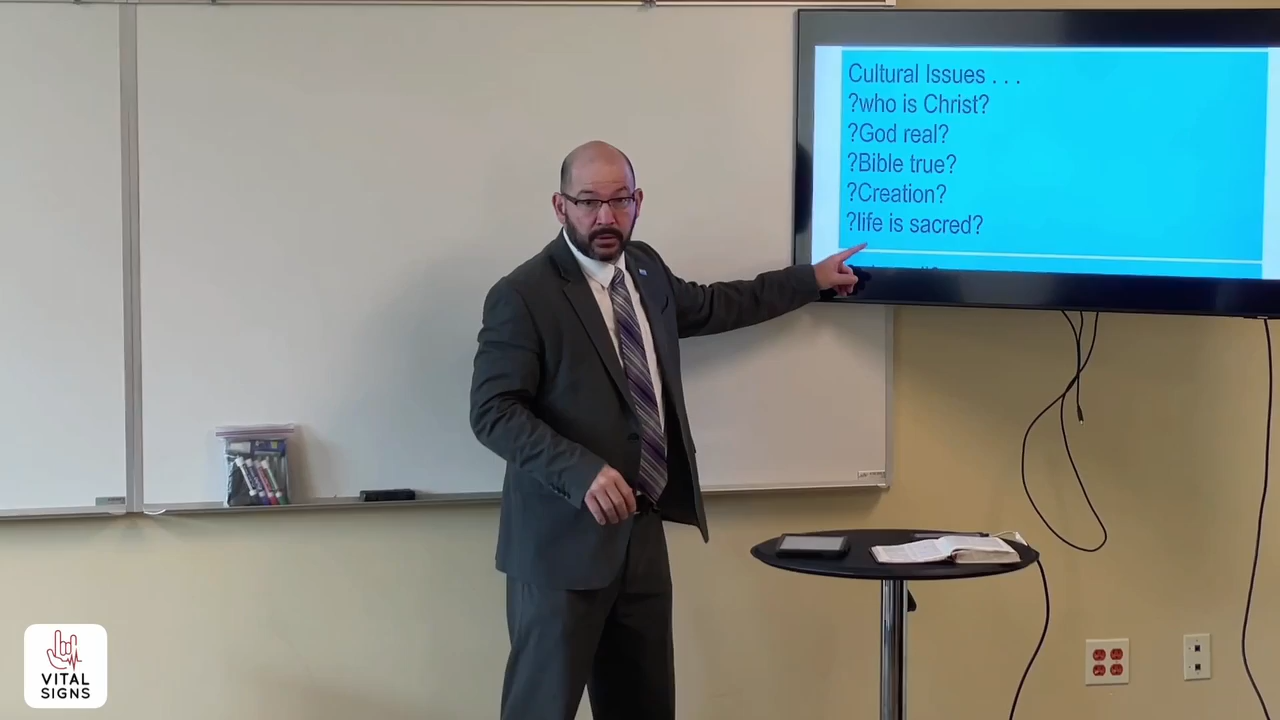 Cultural Issues . . .
?who is Christ?
?God real?
?Bible true?
?Creation?
?life is sacred?
VITAL
SIGNS